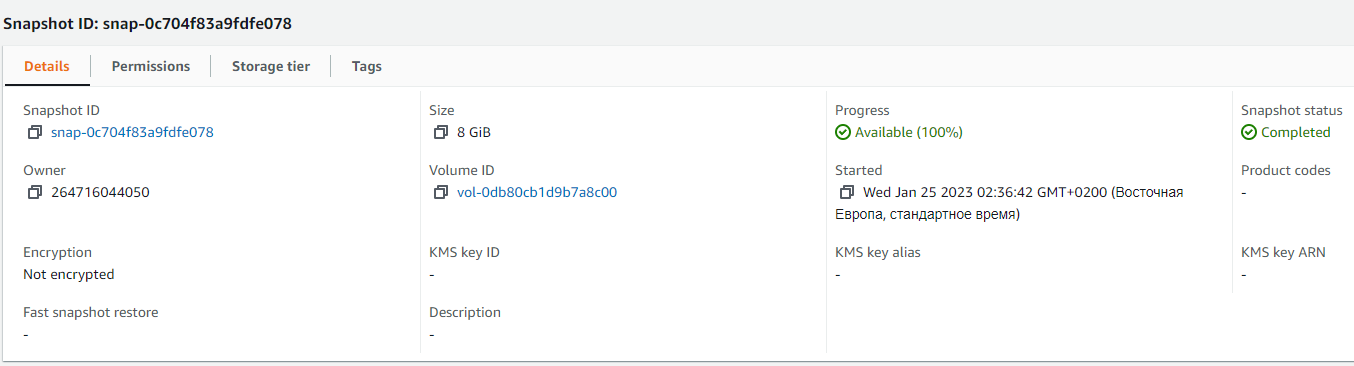 Snapshot ID: snap-0c704f83a9fdfe078
Details Permissions Storage tier Tags
Snapshot ID Size Progress Snapshot status
snap-0c704f83a9fdfe078 8 GiB Available (100%) Completed
Owner Volume ID Started Product codes
264716044050 vol-0db80cb1d9b7a8c00 Wed Jan 25 2023 02:36:42 GMT+0200 (Восточная -
Европа, стандартное время)
Encryption KMS key ID KMS key alias KMS key ARN
Not encrypted - - -
Fast snapshot restore Description
- -